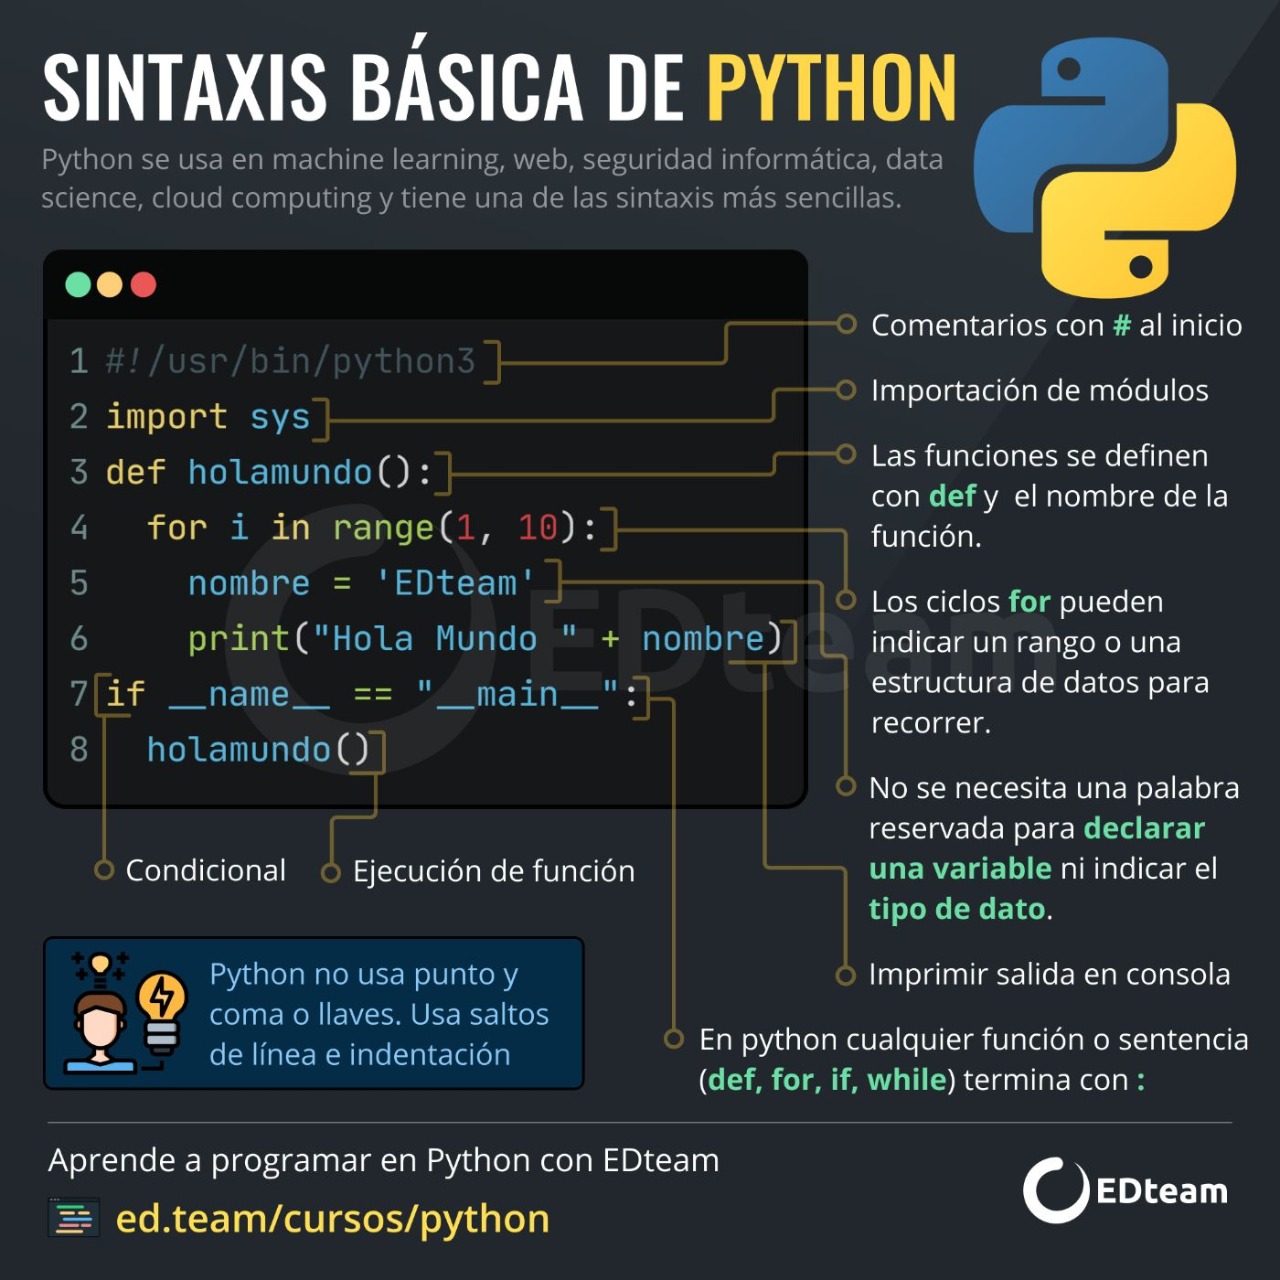 SINTAXIS BÁSICA DE PYTHON
Python se usa en machine learning, web, seguridad informática, data
science, cloud computing y tiene una de las sintaxis más sencillas.
1 #!/usr/bin/python3
2 import sys
3 def holamundo():
4 for i in range(1, 10):
5 nombre = 'EDteam'
6 print("Hola Mundo " + nombre)
7 if __name__ == "__main__":
8 holamundo()
EDteam
Comentarios con # al inicio
Importación de módulos
Las funciones se definen
con def y el nombre de la
función.
Los ciclos for pueden
indicar un rango o una
estructura de datos para
recorrer.
No se necesita una palabra
reservada para declarar
una variable ni indicar el
tipo de dato.
Imprimir salida en consola
En python cualquier función o sentencia
(def, for, if, while) termina con :
Condicional
Ejecución de función
Python no usa punto y
coma o llaves. Usa saltos
de línea e indentación
Aprende a programar en Python con EDteam
ed.team/cursos/python
EDteam